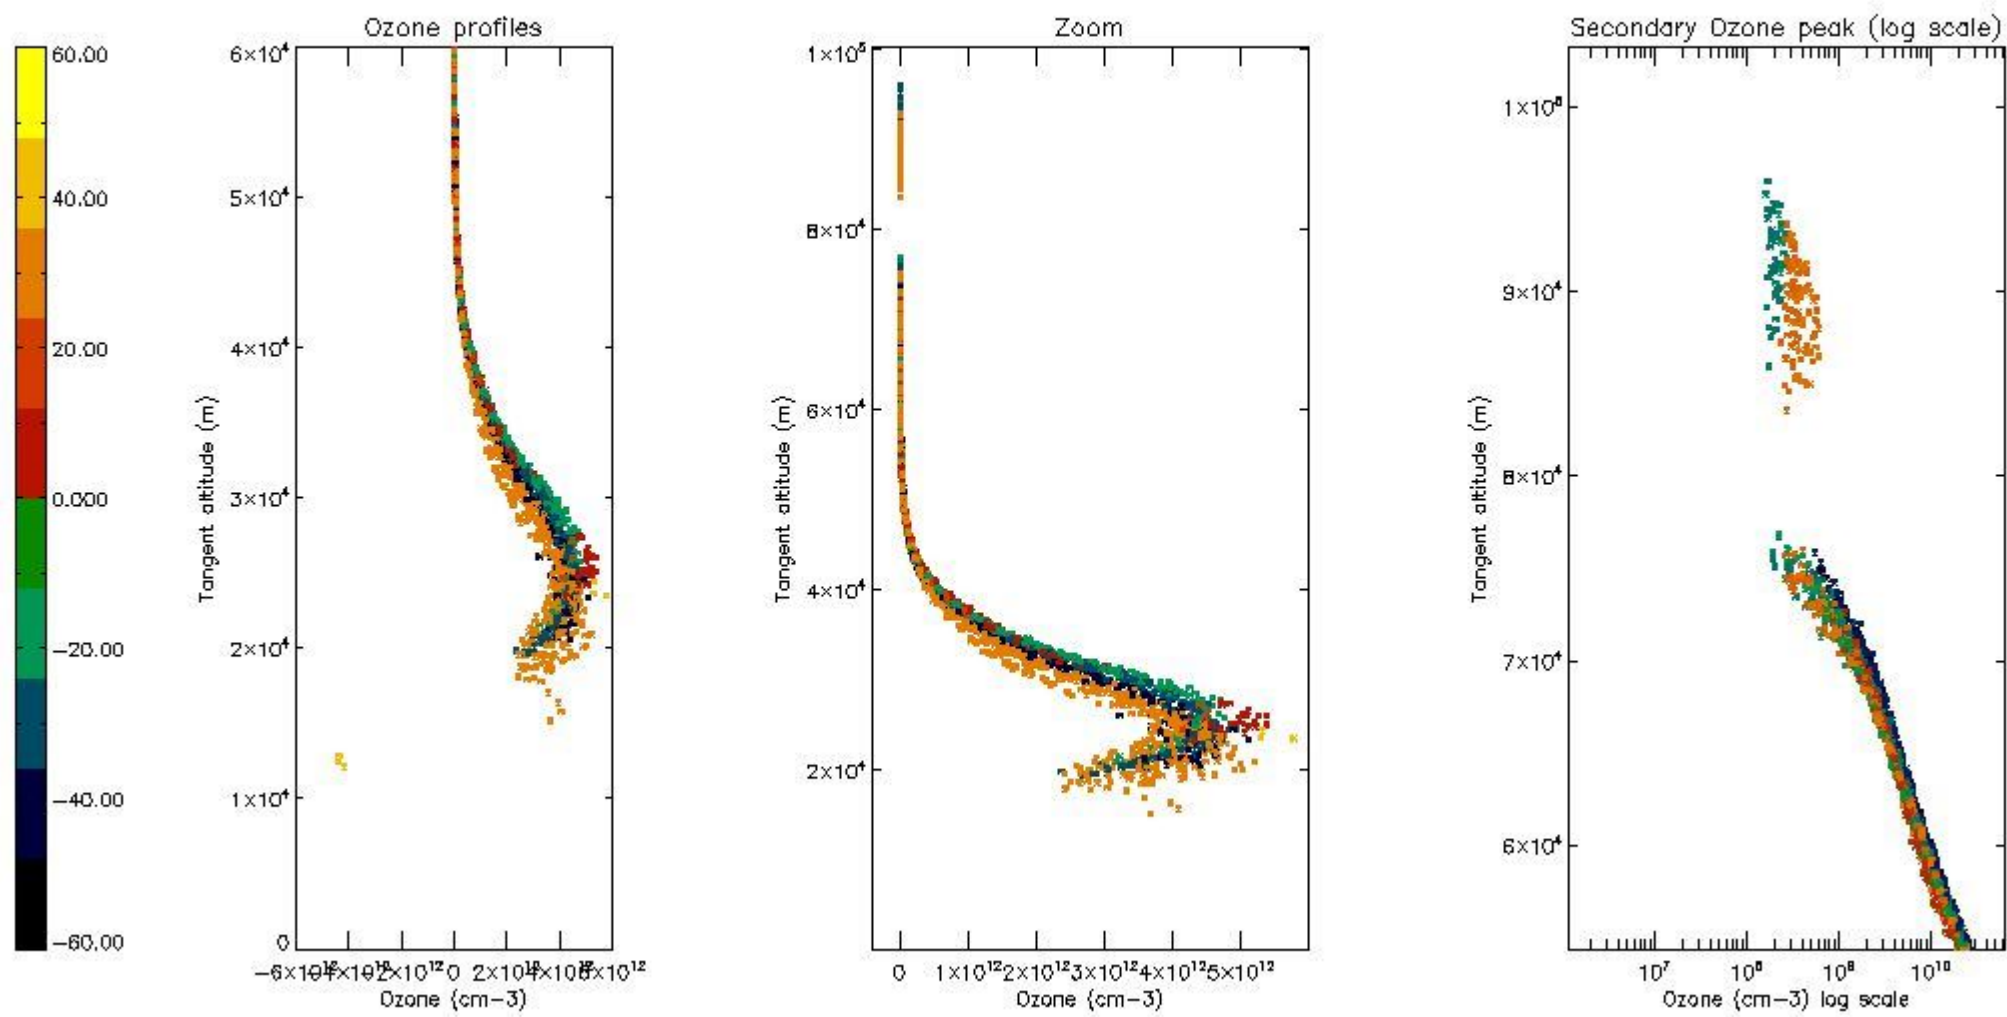 Ozone profiles
Zoom
Secondary Ozone peak (log scale)
60.00
40.00
20.00
0.000
−20.00
−40.00
−60.00
6×10⁴
5×10⁴
4×10⁴
3×10⁴
2×10⁴
1×10⁴
0
Tangent altitude (m)
0
Ozone (cm−3)
1×10⁵
8×10⁴
6×10⁴
4×10⁴
2×10⁴
Tangent altitude (m)
0 1×10¹² 2×10¹² 3×10¹² 4×10¹² 5×10¹²
Ozone (cm−3)
9×10⁴
8×10⁴
7×10⁴
6×10⁴
Tangent altitude (m)
10⁷ 10⁸ 10⁹ 10¹⁰
Ozone (cm−3) log scale